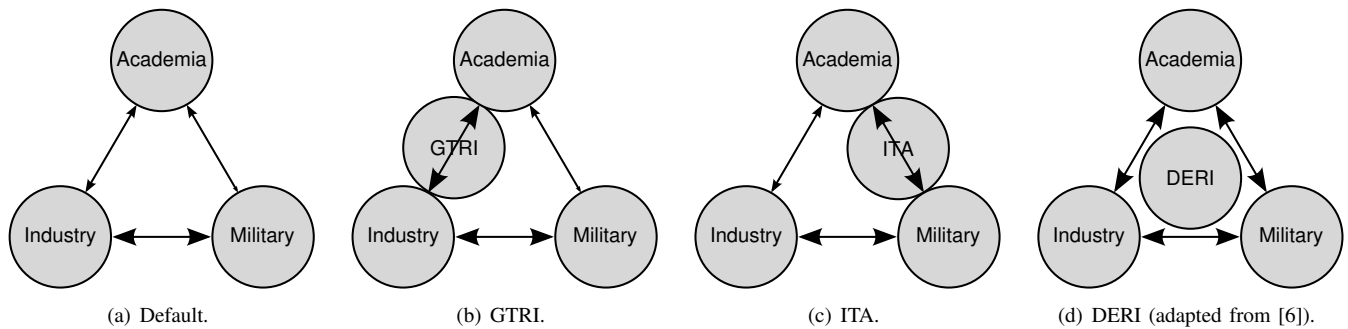 Academia
Industry
Military
(a) Default.
Academia
GTRI
Industry
Military
(b) GTRI.
Academia
ITA
Industry
Military
(c) ITA.
Academia
DERI
Industry
Military
(d) DERI (adapted from [6]).